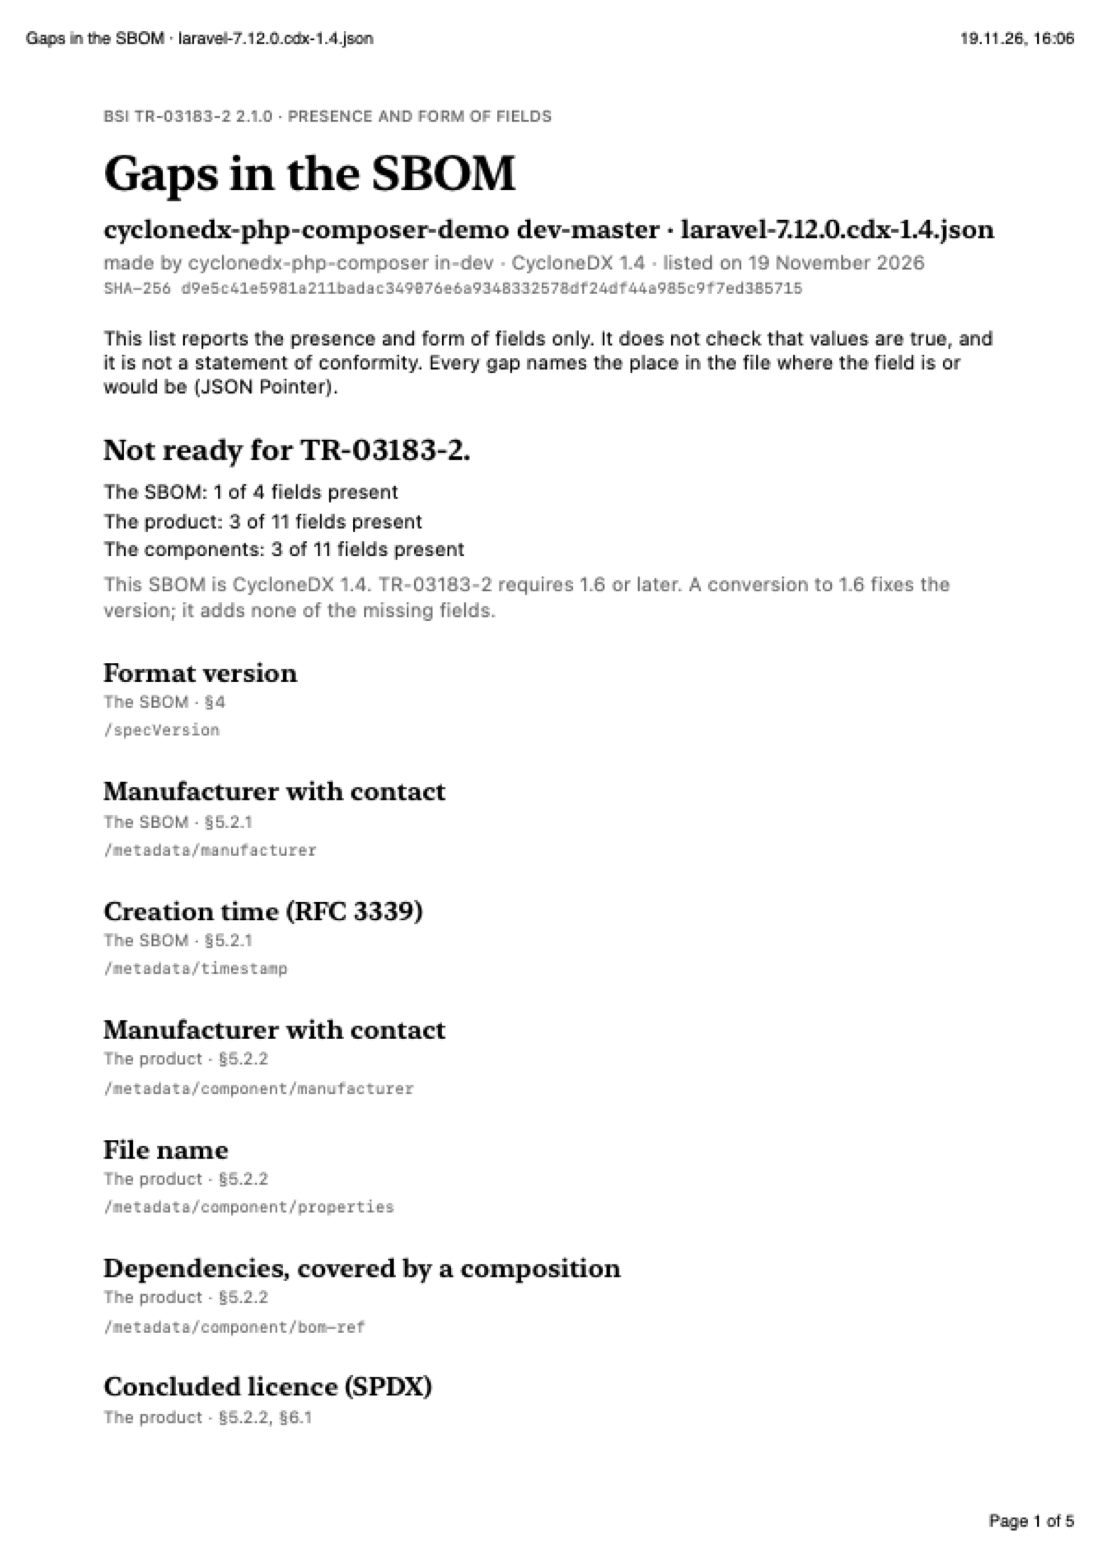 Gaps in the SBOM · laravel-7.12.0.cdx-1.4.json
19.11.26, 16:06
BSI TR-03183-2 2.1.0 · PRESENCE AND FORM OF FIELDS
Gaps in the SBOM
cyclonedx-php-composer-demo dev-master · laravel-7.12.0.cdx-1.4.json
made by cyclonedx-php-composer in-dev · CycloneDX 1.4 · listed on 19 November 2026
SHA-256 d9e5c41e5981a211badac349076e6a9348332578df24df44a985c9f7ed385715
This list reports the presence and form of fields only. It does not check that values are true, and
it is not a statement of conformity. Every gap names the place in the file where the field is or
would be (JSON Pointer).
Not ready for TR-03183-2.
The SBOM: 1 of 4 fields present
The product: 3 of 11 fields present
The components: 3 of 11 fields present
This SBOM is CycloneDX 1.4. TR-03183-2 requires 1.6 or later. A conversion to 1.6 fixes the
version; it adds none of the missing fields.
Format version
The SBOM · §4
/specVersion
Manufacturer with contact
The SBOM · §5.2.1
/metadata/manufacturer
Creation time (RFC 3339)
The SBOM · §5.2.1
/metadata/timestamp
Manufacturer with contact
The product · §5.2.2
/metadata/component/manufacturer
File name
The product · §5.2.2
/metadata/component/properties
Dependencies, covered by a composition
The product · §5.2.2
/metadata/component/bom-ref
Concluded licence (SPDX)
The product · §5.2.2, §6.1
Page 1 of 5